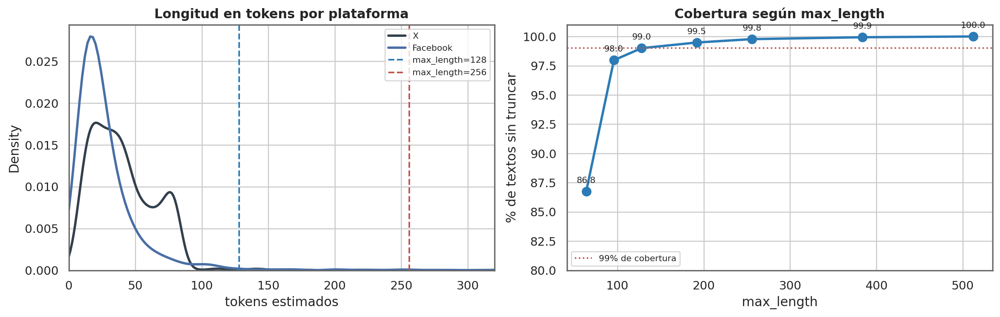 Longitud en tokens por plataforma
Density
0.025
0.020
0.015
0.010
0.005
0.000
0 50 100 150 200 250 300
tokens estimados
X
Facebook
max_length=128
max_length=256
Cobertura según max_length
% de textos sin truncar
100.0
97.5
95.0
92.5
90.0
87.5
85.0
82.5
80.0
86.8
98.0
99.0
99.5
99.8
99.9
100.0
99% de cobertura
100 200 300 400 500
max_length